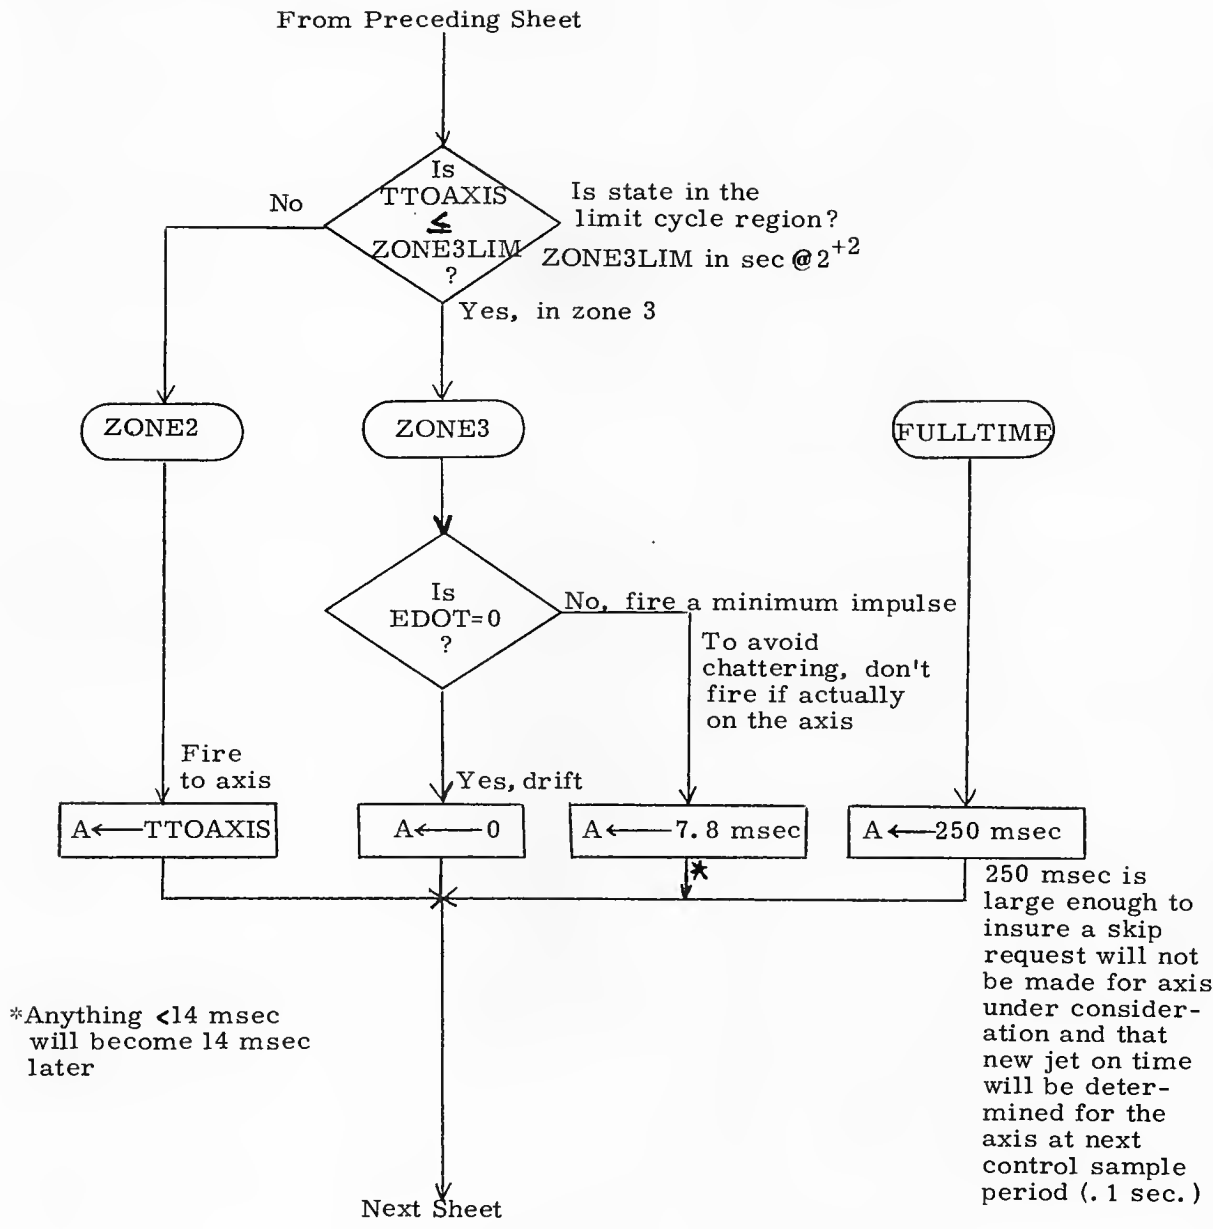 From Preceding Sheet
Is
TTOAXIS
≤
ZONE3LIM
?
No
Is state in the
limit cycle region?
ZONE3LIM in sec @2+2
Yes, in zone 3
ZONE2
ZONE3
FULLTIME
Is
EDOT=0
?
No, fire a minimum impulse
To avoid
chattering, don't
fire if actually
on the axis
Fire
to axis
Yes, drift
A←TTOAXIS
A←0
A←7.8 msec
A←250 msec
*
250 msec is
large enough to
insure a skip
request will not
be made for axis
under consider-
ation and that
new jet on time
will be deter-
mined for the
axis at next
control sample
period (.1 sec.)
*Anything <14 msec
will become 14 msec
later
Next Sheet